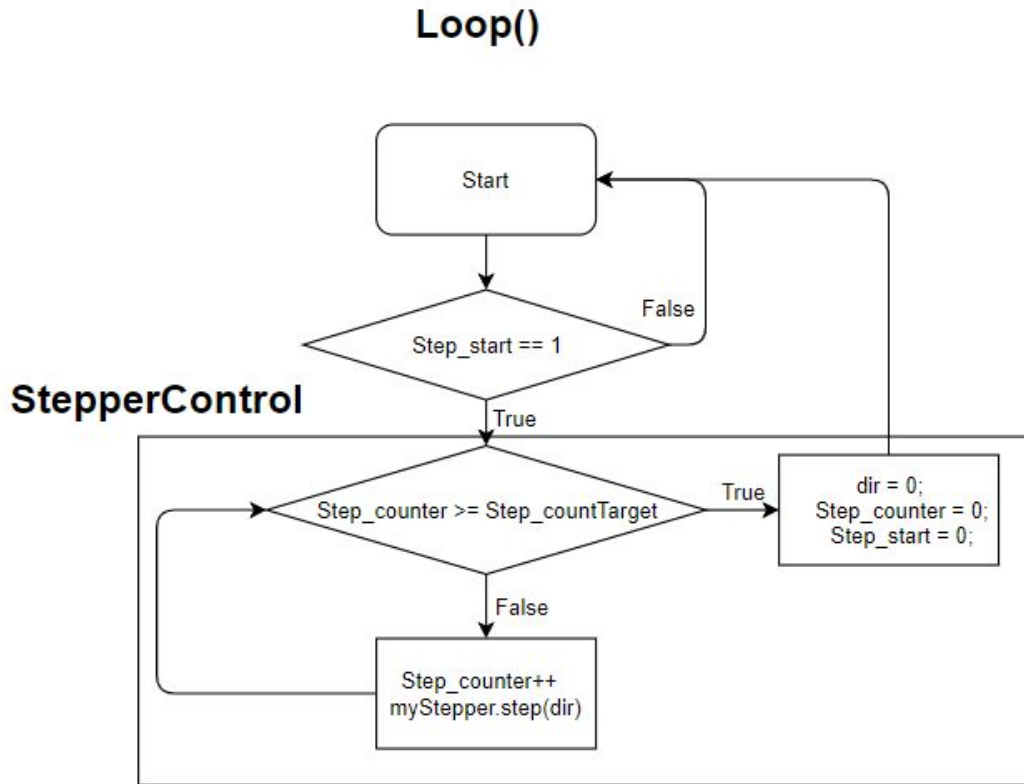 Loop()
Start
False
Step_start == 1
StepperControl
True
Step_counter >= Step_countTarget
True
dir = 0;
Step_counter = 0;
Step_start = 0;
False
Step_counter++
myStepper.step(dir)